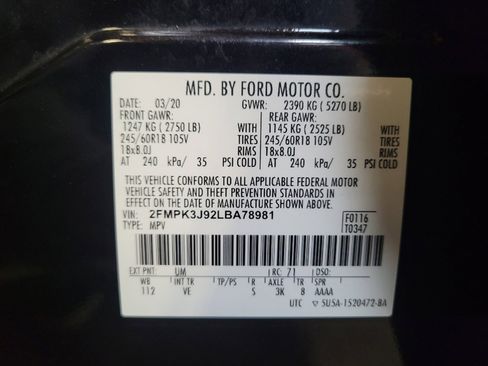 MFD. BY FORD MOTOR CO.
DATE: 03/20 GVWR: 2390 KG ( 5270 LB)
FRONT GAWR: REAR GAWR:
1247 KG ( 2750 LB) WITH 1145 KG ( 2525 LB) WITH
245/60R18 105V TIRES 245/60R18 105V TIRES
18x8.0J RIMS 18x8.0J RIMS
AT 240 kPa/ 35 PSI COLD AT 240 kPa/ 35 PSI COLD
THIS VEHICLE CONFORMS TO ALL APPLICABLE FEDERAL MOTOR
VEHICLE SAFETY AND THEFT PREVENTION STANDARDS IN
EFFECT ON THE DATE OF MANUFACTURE SHOWN ABOVE.
VIN: 2FMPK3J92LBA78981 F0116
TYPE: MPV T0347
EXT PNT: UM RC: 71 DSO:
WB INT TR TP/PS R AXLE TR SPR
112 VE S 3K 8 AAAA
UTC ▽ 5U5A-1520472-BA